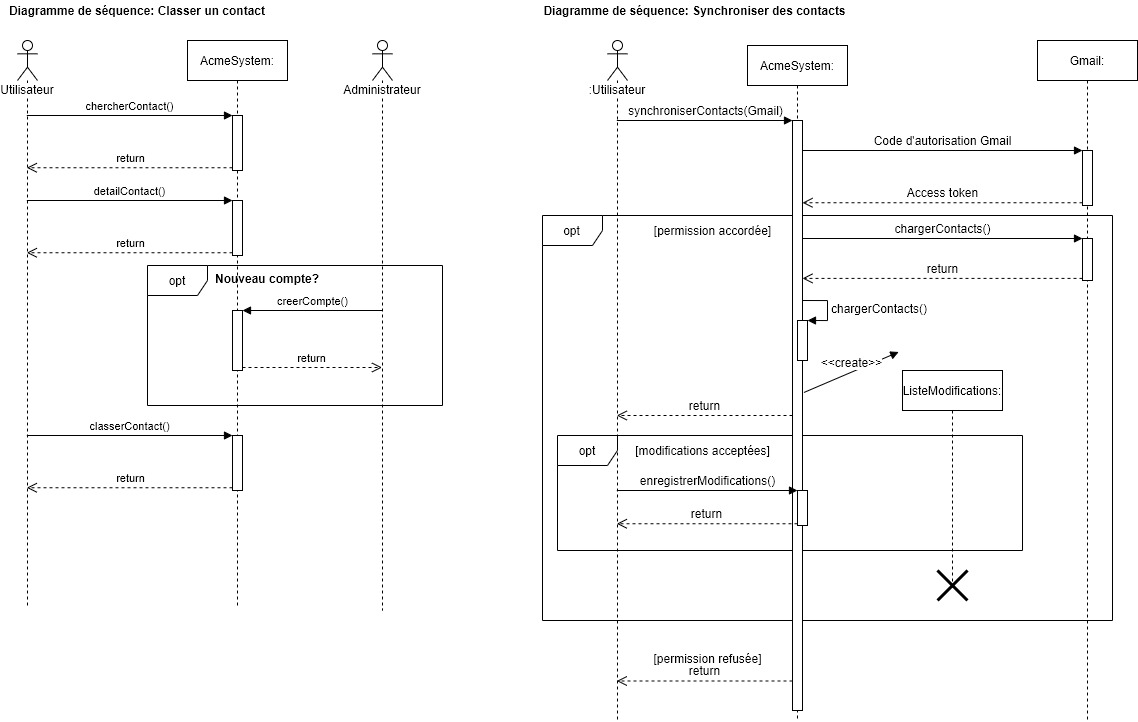 Diagramme de séquence: Classer un contact
AcmeSystem:
Utilisateur
Administrateur
chercherContact()
return
detailContact()
return
opt
Nouveau compte?
creerCompte()
return
classerContact()
return
Diagramme de séquence: Synchroniser des contacts
AcmeSystem:
Gmail:
:Utilisateur
synchroniserContacts(Gmail)
Code d'autorisation Gmail
Access token
opt
[permission accordée]
chargerContacts()
return
chargerContacts()
<<create>>
ListeModifications:
return
opt
[modifications acceptées]
enregistrerModifications()
return
[permission refusée]
return